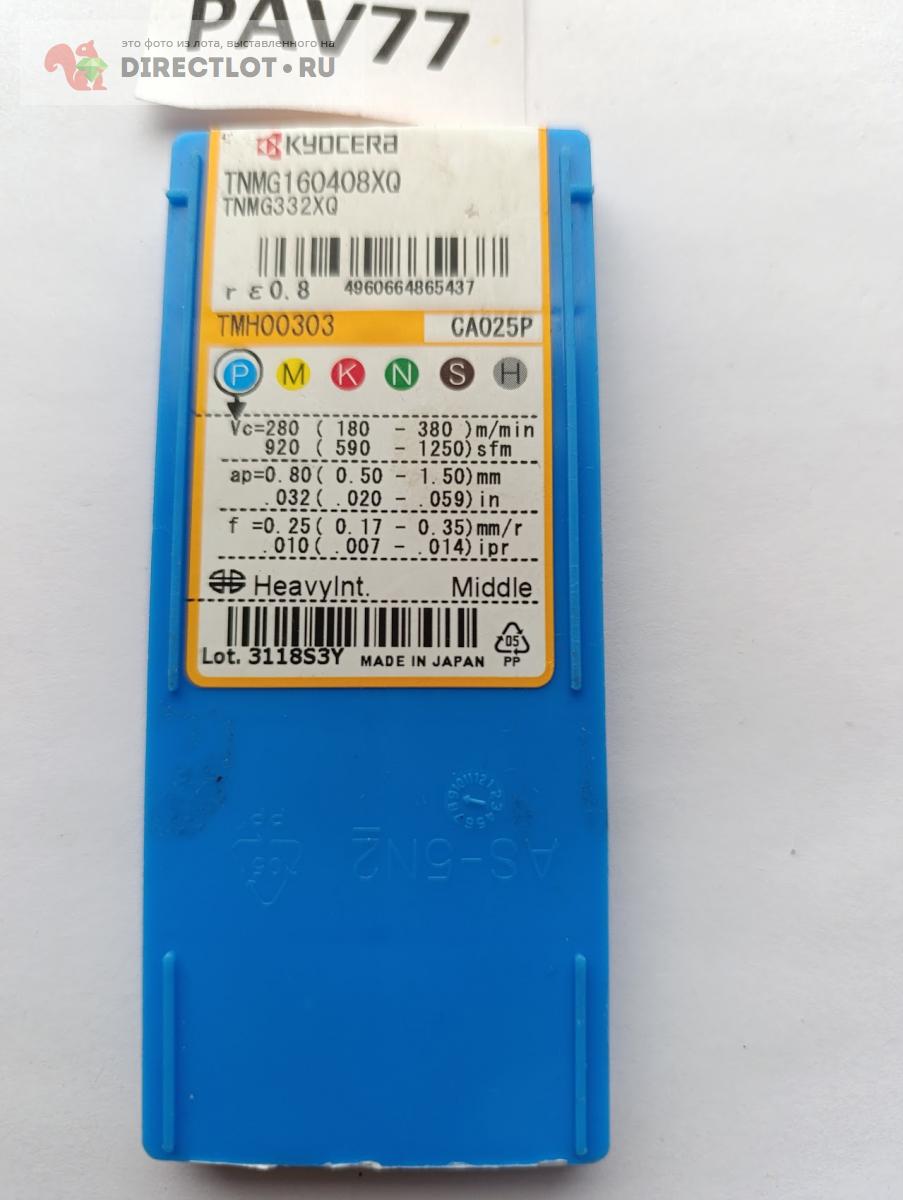 PAV77
это фото из лота, выставленного на
DIRECTLOT.RU
KYOCERA
TNMG160408XQ
TNMG332XQ
rε0.8 4960664865437
TMH00303 CA025P
P M K N S H
Vc=280 ( 180 - 380 )m/min
920 ( 590 - 1250)sfm
ap=0.80( 0.50 - 1.50)mm
.032( .020 - .059)in
f =0.25( 0.17 - 0.35)mm/r
.010( .007 - .014)ipr
HeavyInt. Middle
Lot. 3118S3Y MADE IN JAPAN
05
PP
AS-5N2